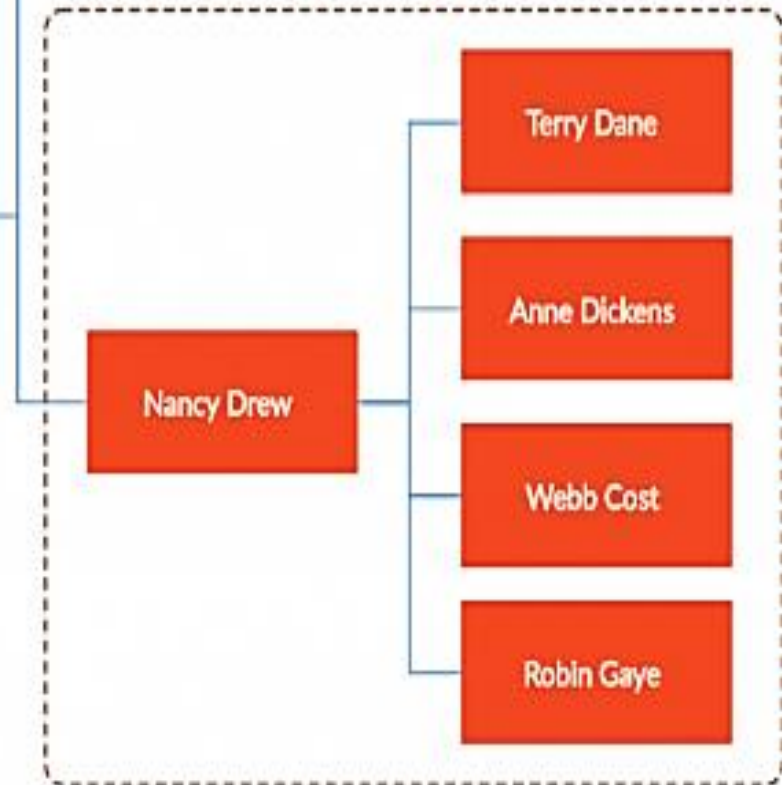 Terry Dane
Anne Dickens
Nancy Drew
Webb Cost
Robin Gaye